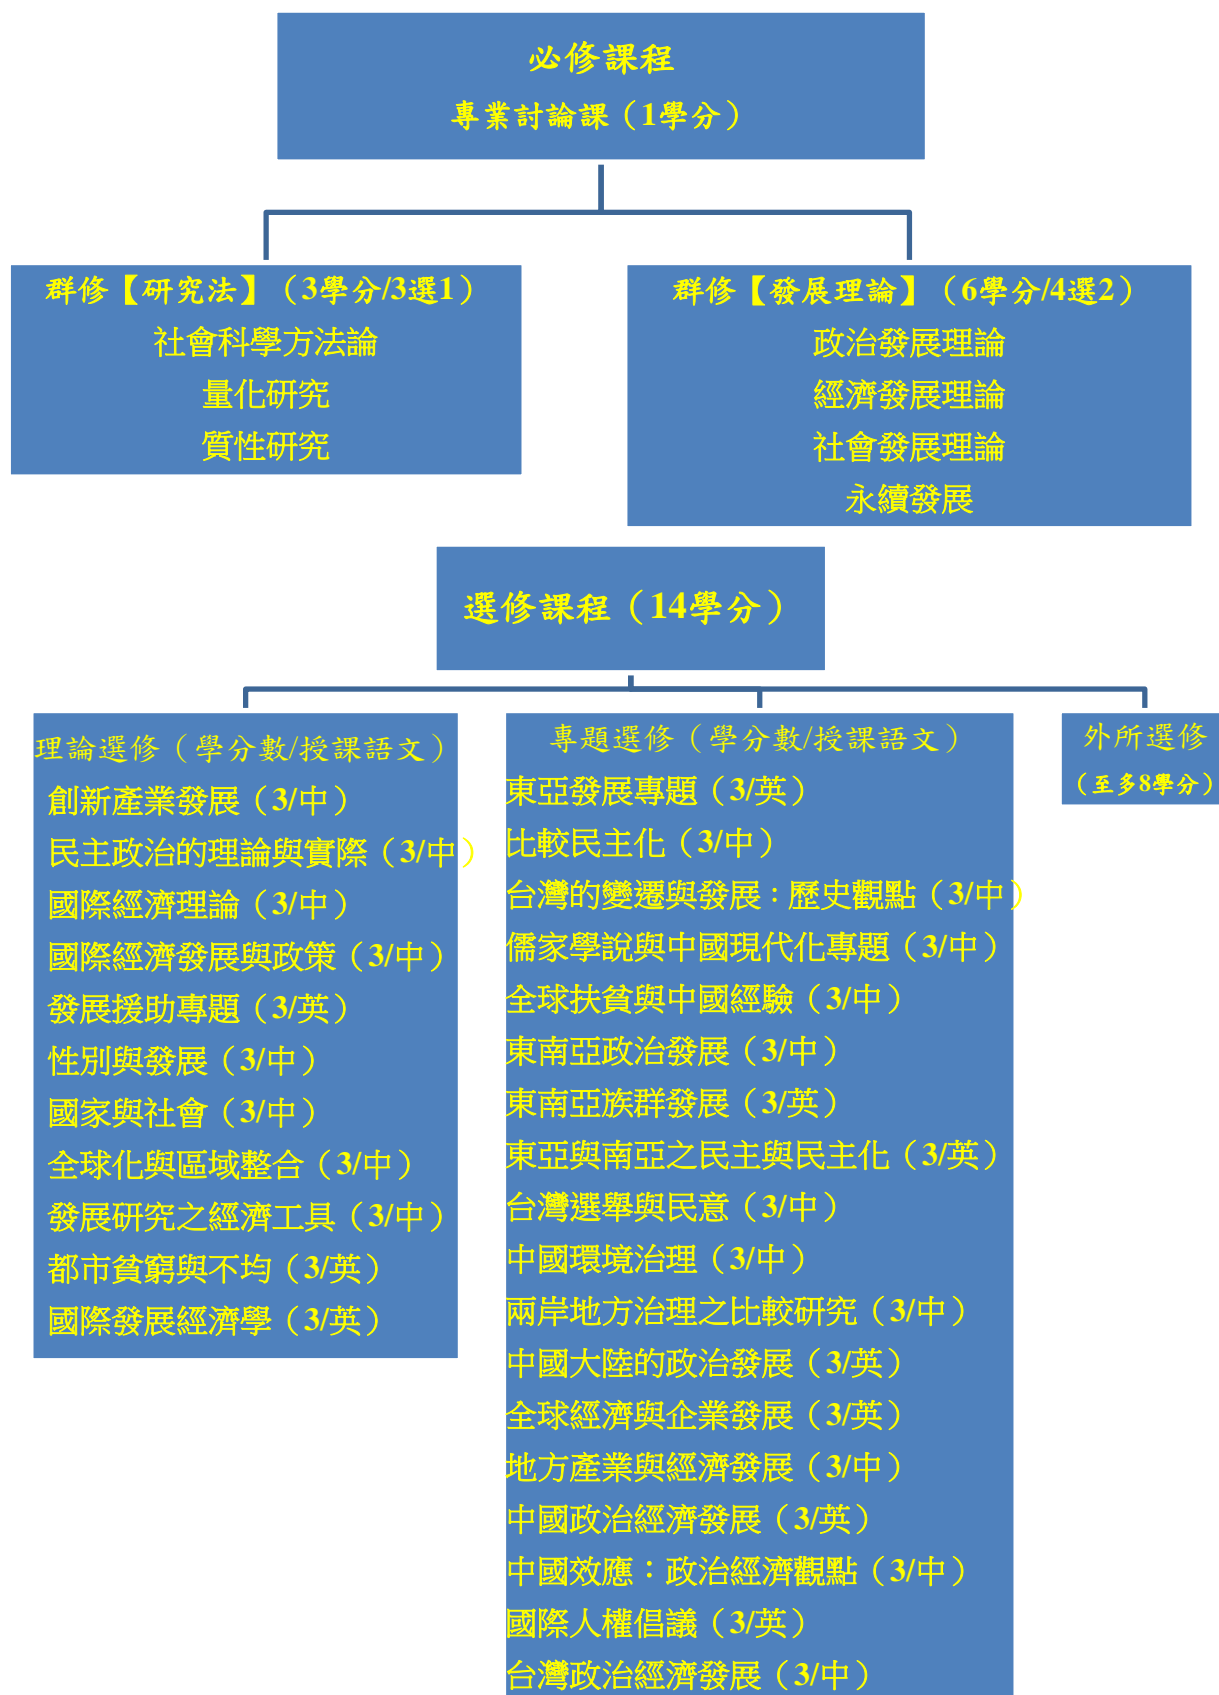 必修課程
專業討論課（1學分）
群修【研究法】（3學分/3選1）
社會科學方法論
量化研究
質性研究
群修【發展理論】（6學分/4選2）
政治發展理論
經濟發展理論
社會發展理論
永續發展
選修課程（14學分）
理論選修（學分數/授課語文）
創新產業發展（3/中）
民主政治的理論與實際（3/中）
國際經濟理論（3/中）
國際經濟發展與政策（3/中）
發展援助專題（3/英）
性別與發展（3/中）
國家與社會（3/中）
全球化與區域整合（3/中）
發展研究之經濟工具（3/中）
都市貧窮與不均（3/英）
國際發展經濟學（3/英）
專題選修（學分數/授課語文）
東亞發展專題（3/英）
比較民主化（3/中）
台灣的變遷與發展：歷史觀點（3/中）
儒家學說與中國現代化專題（3/中）
全球扶貧與中國經驗（3/中）
東南亞政治發展（3/中）
東南亞族群發展（3/英）
東亞與南亞之民主與民主化（3/英）
台灣選舉與民意（3/中）
中國環境治理（3/中）
兩岸地方治理之比較研究（3/中）
中國大陸的政治發展（3/英）
全球經濟與企業發展（3/英）
地方產業與經濟發展（3/中）
中國政治經濟發展（3/英）
中國效應：政治經濟觀點（3/中）
國際人權倡議（3/英）
台灣政治經濟發展（3/中）
外所選修
（至多8學分）